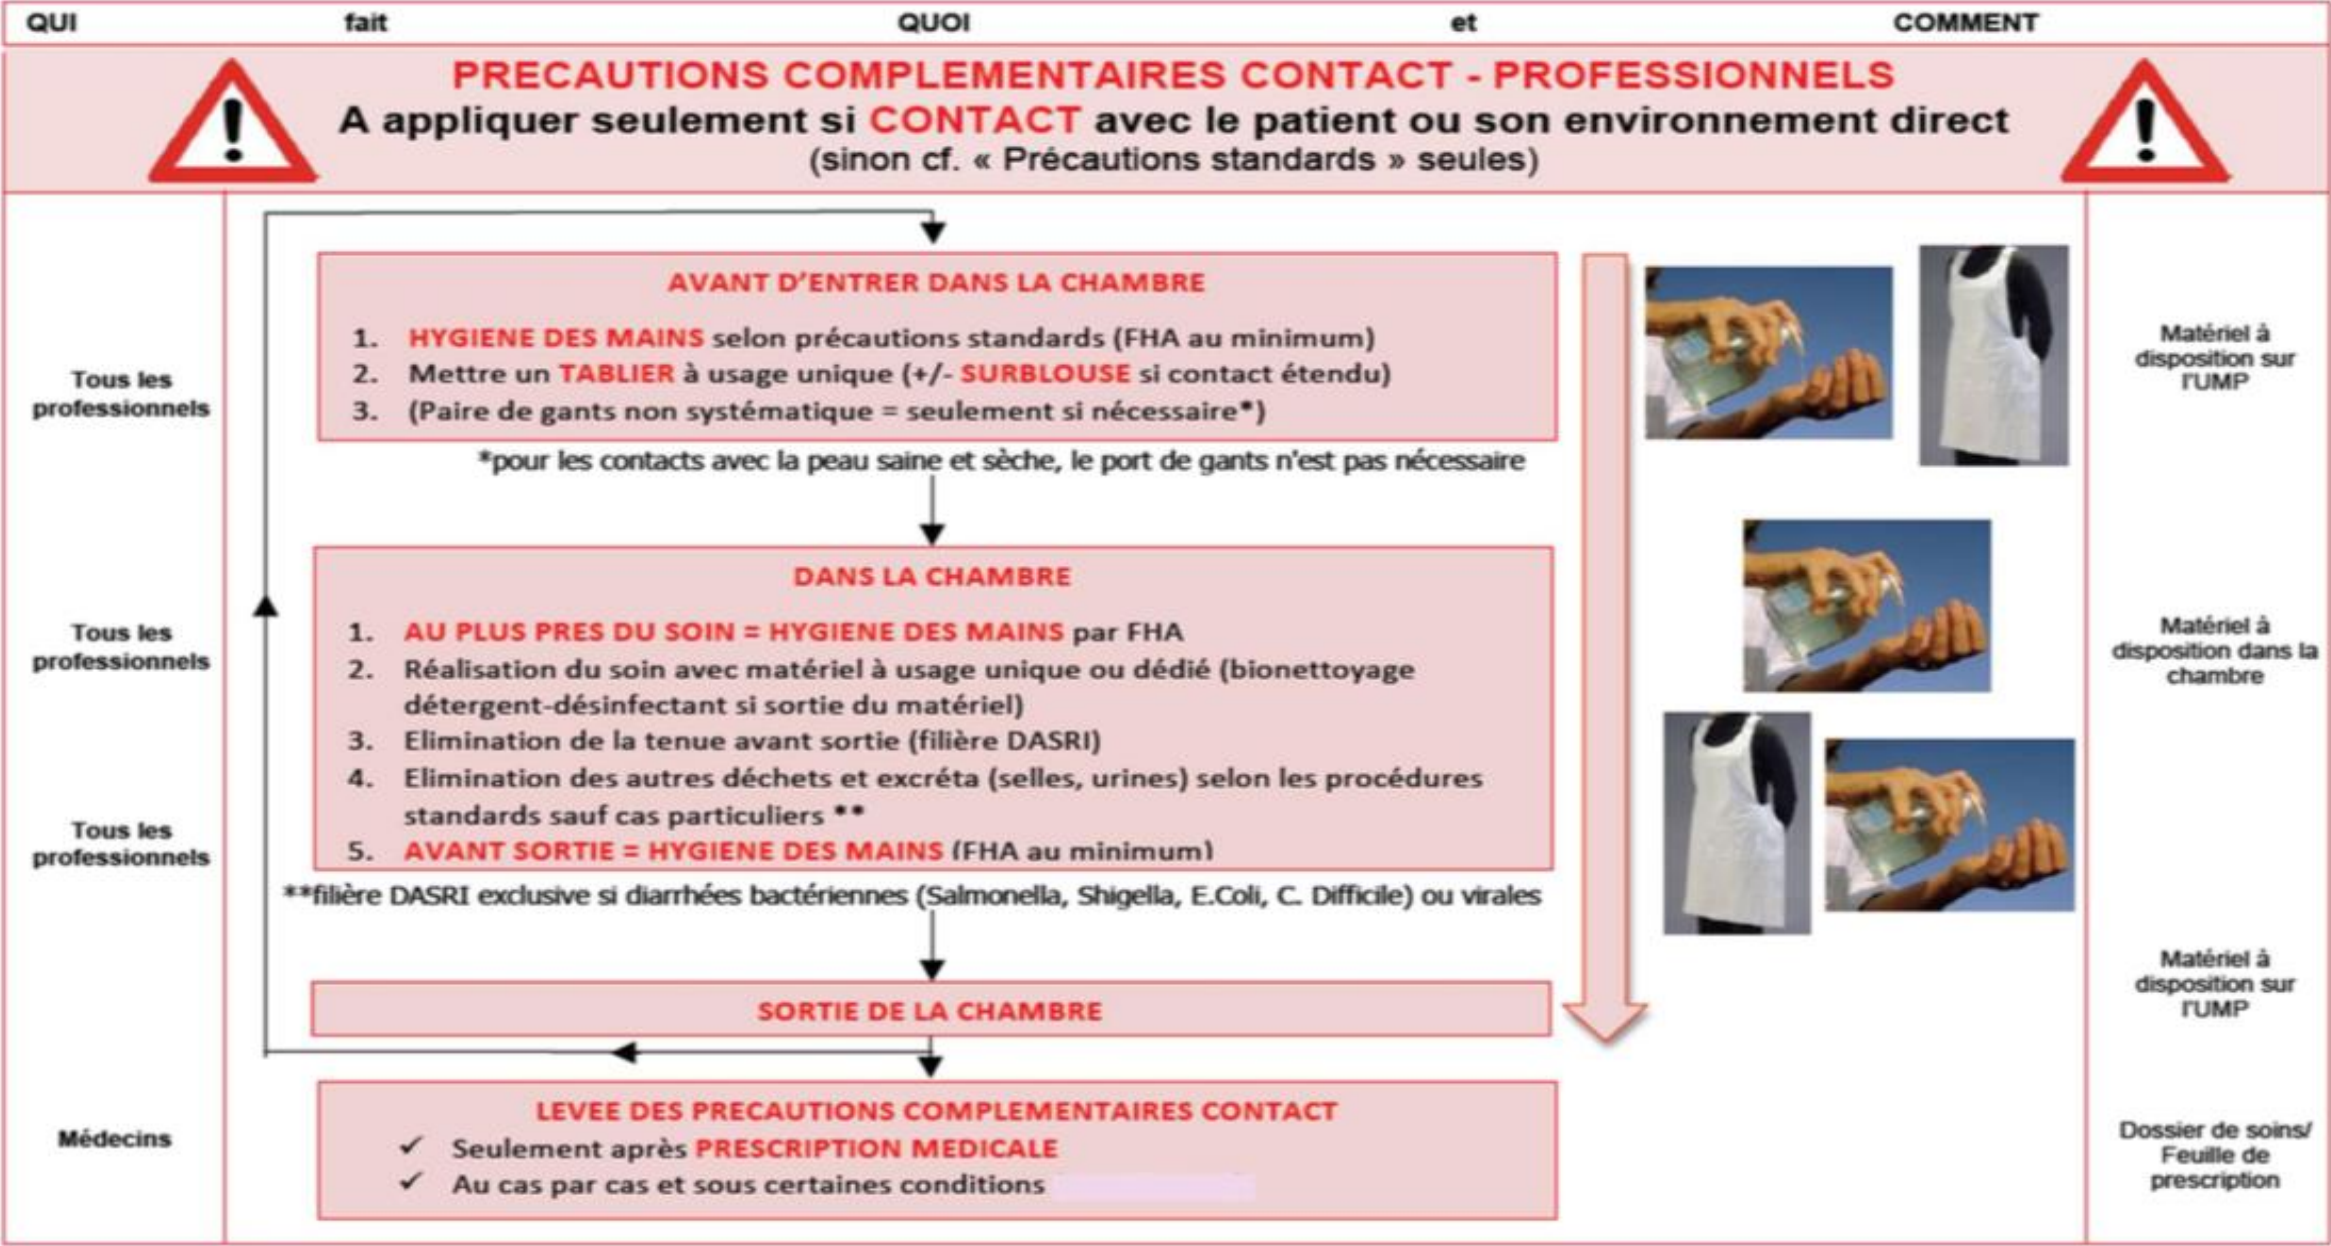 QUI fait QUOI et COMMENT
PRECAUTIONS COMPLEMENTAIRES CONTACT - PROFESSIONNELS
A appliquer seulement si CONTACT avec le patient ou son environnement direct
(sinon cf. « Précautions standards » seules)
Tous les
professionnels
AVANT D'ENTRER DANS LA CHAMBRE
1. HYGIENE DES MAINS selon précautions standards (FHA au minimum)
2. Mettre un TABLIER à usage unique (+/- SURBLOUSE si contact étendu)
3. (Paire de gants non systématique = seulement si nécessaire*)
*pour les contacts avec la peau saine et sèche, le port de gants n'est pas nécessaire
Matériel à
disposition sur
l'UMP
Tous les
professionnels
DANS LA CHAMBRE
1. AU PLUS PRES DU SOIN = HYGIENE DES MAINS par FHA
2. Réalisation du soin avec matériel à usage unique ou dédié (bionettoyage
détergent-désinfectant si sortie du matériel)
3. Elimination de la tenue avant sortie (filière DASRI)
4. Elimination des autres déchets et excréta (selles, urines) selon les procédures
standards sauf cas particuliers **
5. AVANT SORTIE = HYGIENE DES MAINS (FHA au minimum)
Matériel à
disposition dans la
chambre
Tous les
professionnels
**filière DASRI exclusive si diarrhées bactériennes (Salmonella, Shigella, E.Coli, C. Difficile) ou virales
SORTIE DE LA CHAMBRE
Matériel à
disposition sur
l'UMP
Médecins
LEVEE DES PRECAUTIONS COMPLEMENTAIRES CONTACT
✓ Seulement après PRESCRIPTION MEDICALE
✓ Au cas par cas et sous certaines conditions
Dossier de soins/
Feuille de
prescription